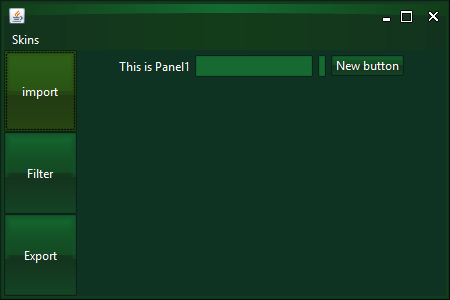 Skins
import
This is Panel1
New button
Filter
Export